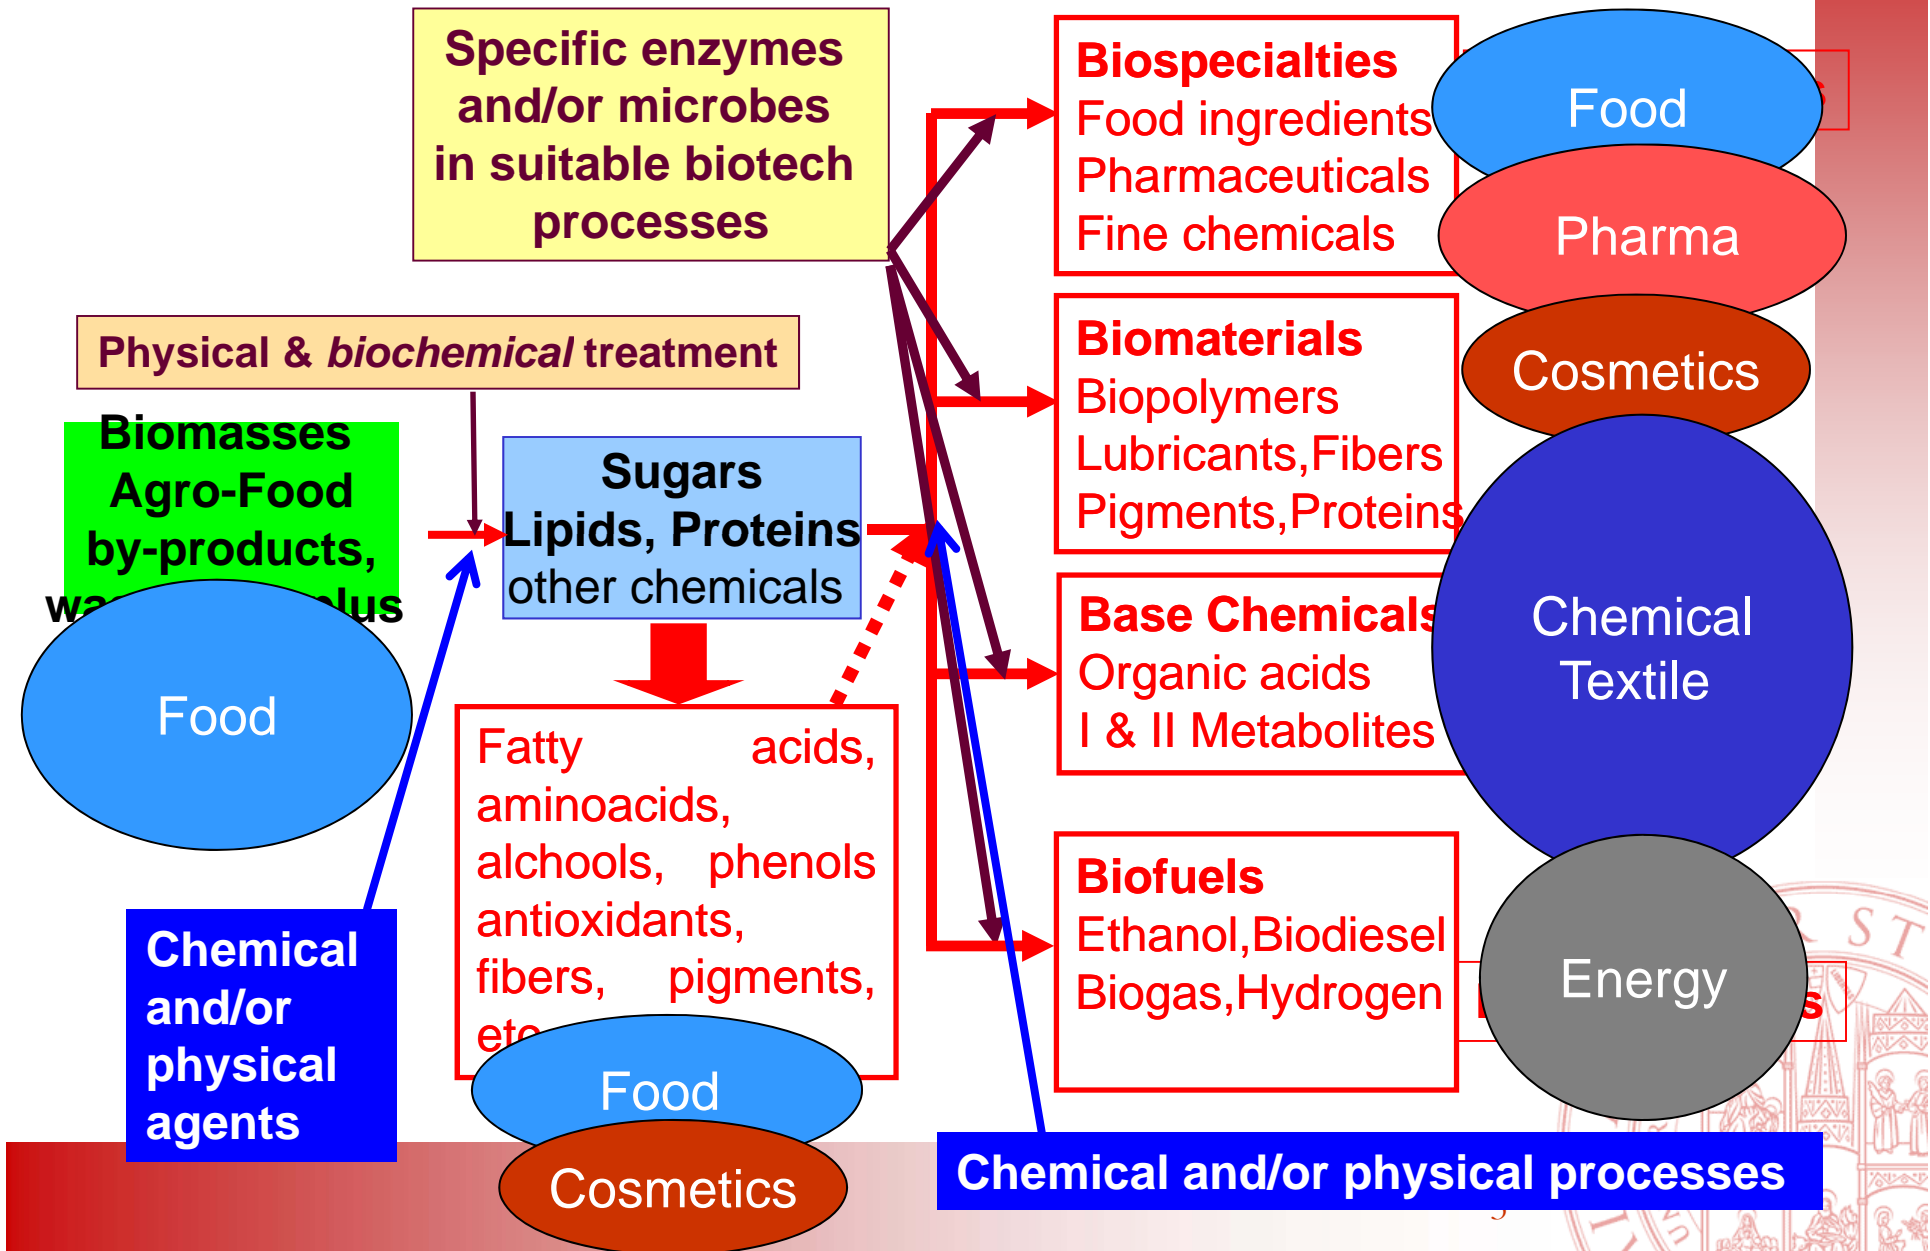 Specific enzymes
and/or microbes
in suitable biotech
processes
Physical & biochemical treatment
Biomasses
Agro-Food
by-products,
Food
Sugars
Lipids, Proteins
other chemicals
Fatty acids,
aminoacids,
alchools, phenols
antioxidants,
fibers, pigments,
Food
Cosmetics
Chemical
and/or
physical
agents
Biospecialties
Food ingredients
Pharmaceuticals
Fine chemicals
Biomaterials
Biopolymers
Lubricants,Fibers
Pigments,Proteins
Base Chemicals
Organic acids
I & II Metabolites
Biofuels
Ethanol,Biodiesel
Biogas,Hydrogen
Food
Pharma
Cosmetics
Chemical
Textile
Energy
Chemical and/or physical processes